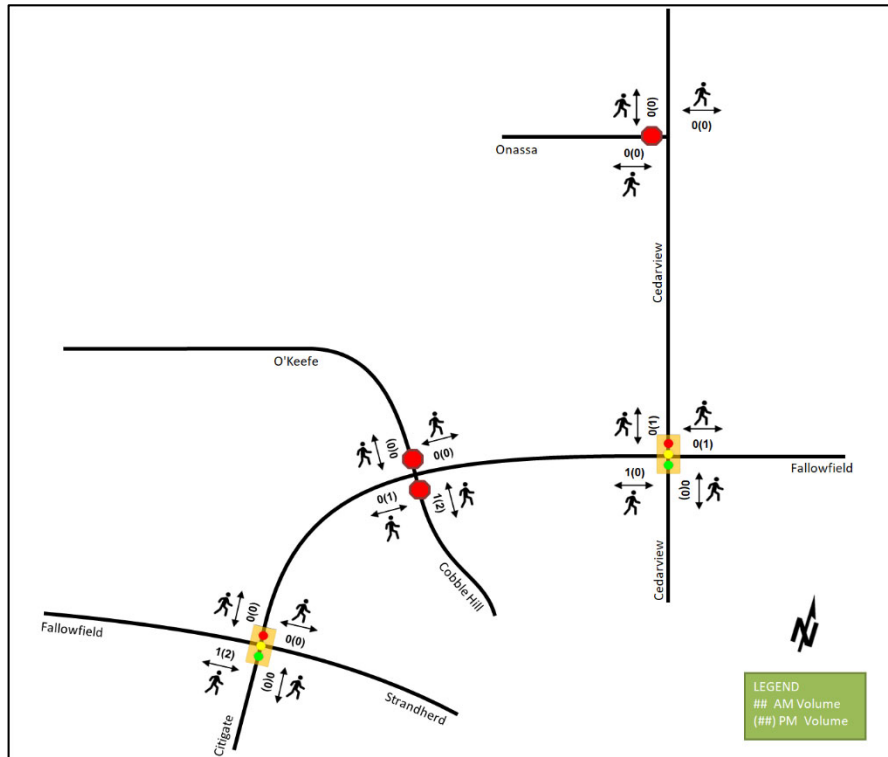 0(0)
0(0)
Onassa
0(0)
Cedarview
O'Keefe
0(0)
0(0)
0(1)
1(2)
0(1)
0(1)
Fallowfield
1(0)
0(0)
Cobble Hill
Cedarview
0(0)
Fallowfield
0(0)
1(2)
0(0)
Strandherd
Citigate
N
LEGEND
## AM Volume
(##) PM Volume